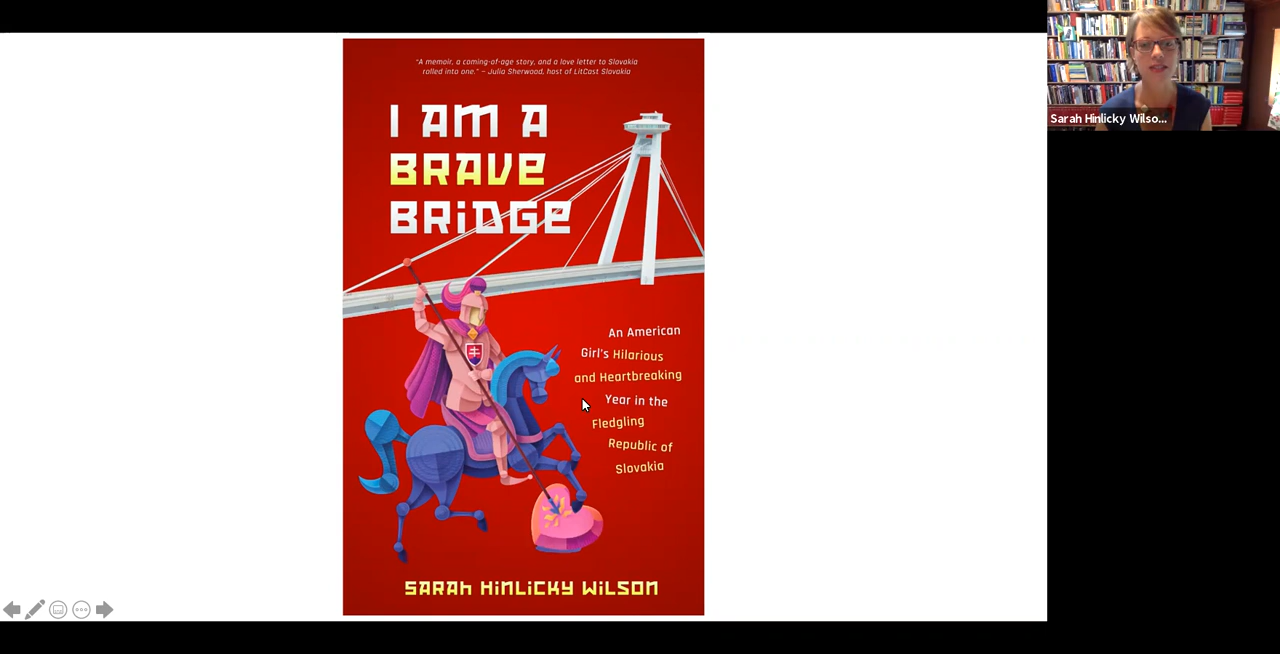 "A memoir, a coming-of-age story, and a love letter to Slovakia
rolled into one." – Julia Sherwood, host of LitCast Slovakia
I AM A
BRAVE
BRiDGE
An American
Girl's Hilarious
and Heartbreaking
Year in the
Fledgling
Republic of
Slovakia
SARAH HiNLiCKY WiLSON
Sarah Hinlicky Wilso...